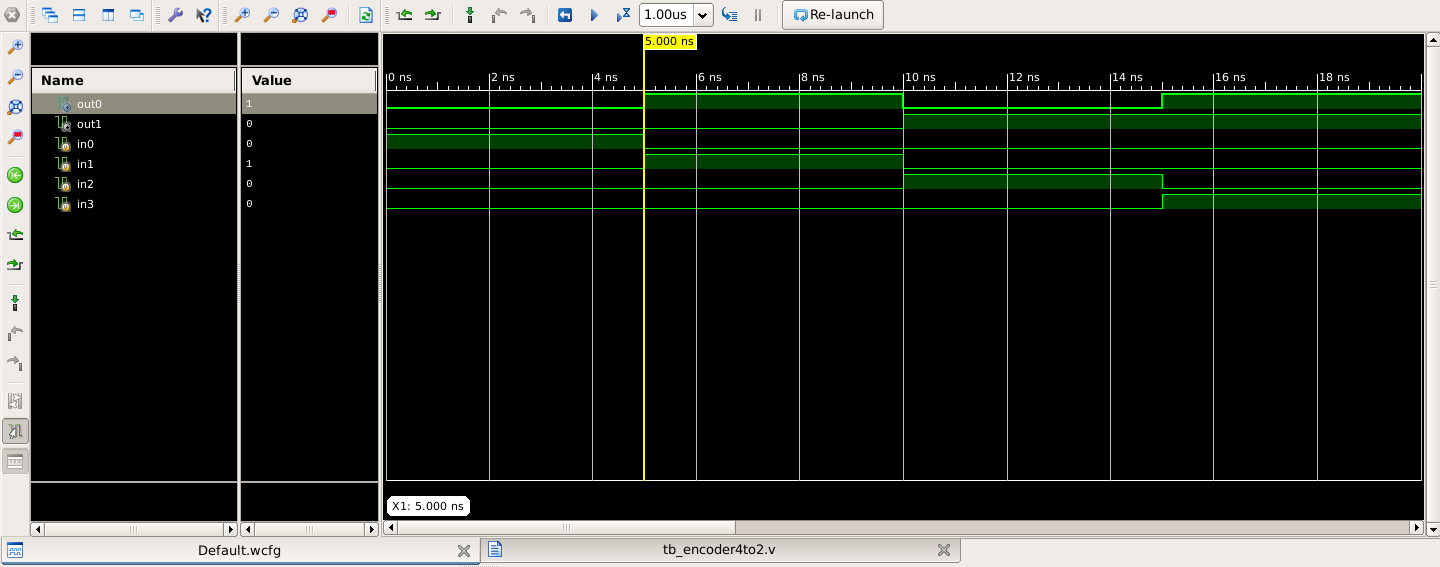 1.00us
Re-launch
5.000 ns
Name
Value
0 ns
2 ns
4 ns
6 ns
8 ns
10 ns
12 ns
14 ns
16 ns
18 ns
out0
1
out1
0
in0
0
in1
1
in2
0
in3
0
X1: 5.000 ns
Default.wcfg
tb_encoder4to2.v